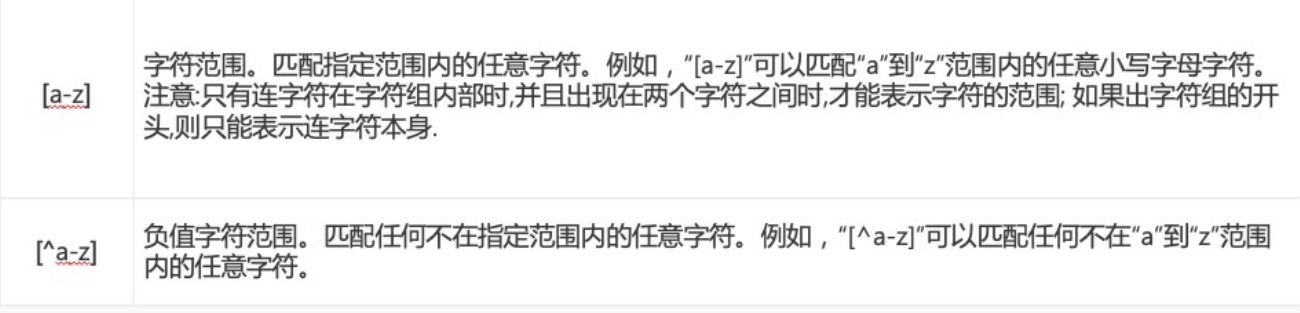 字符范围。匹配指定范围内的任意字符。例如，“[a-z]”可以匹配“a”到“z”范围内的任意小写字母字符。
[a-z]
注意:只有连字符在字符组内部时,并且出现在两个字符之间时,才能表示字符的范围; 如果出字符组的开
头,则只能表示连字符本身.
负值字符范围。匹配任何不在指定范围内的任意字符。例如，“[^a-z]”可以匹配任何不在“a”到“z”范围
[^a-z]
内的任意字符。